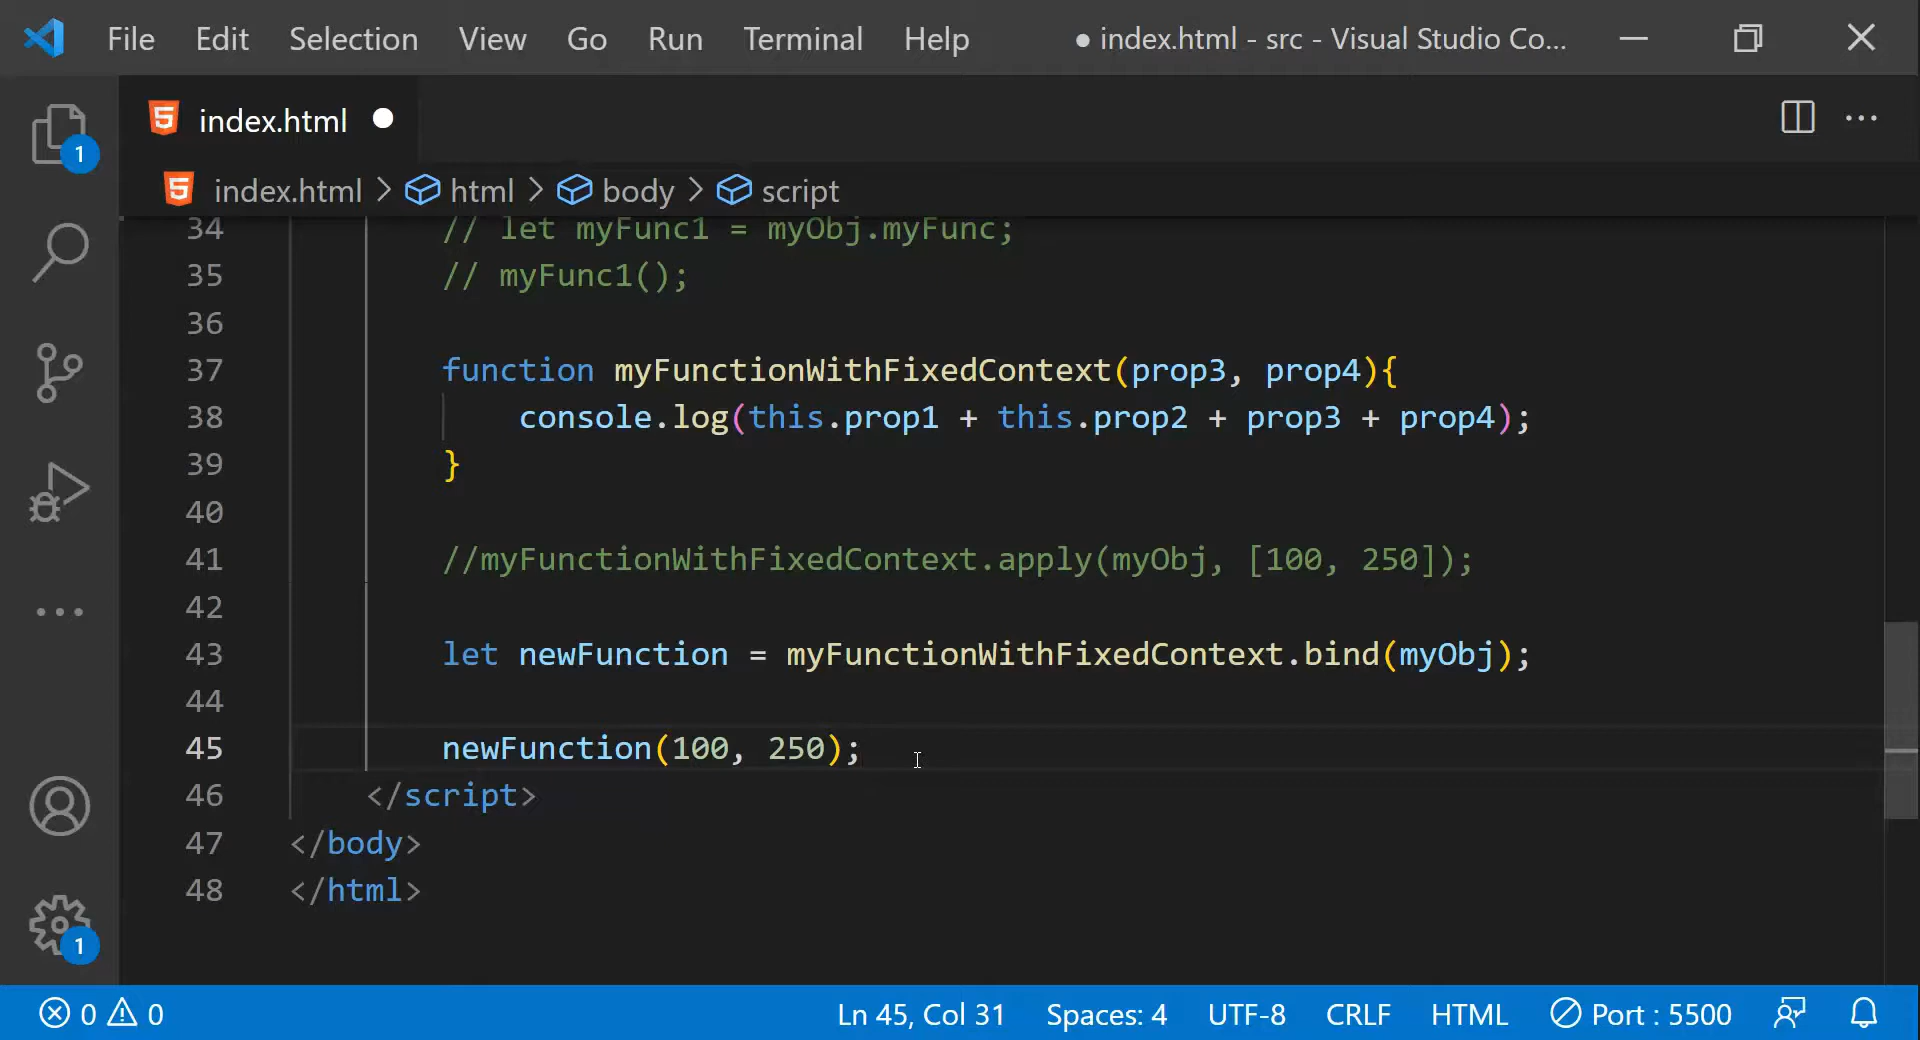 File Edit Selection View Go Run Terminal Help ● index.html - src - Visual Studio Co...
index.html ●
index.html > html > body > script
34 // let myFunc1 = myObj.myFunc;
35 // myFunc1();
36
37 function myFunctionWithFixedContext(prop3, prop4){
38 console.log(this.prop1 + this.prop2 + prop3 + prop4);
39 }
40
41 //myFunctionWithFixedContext.apply(myObj, [100, 250]);
42
43 let newFunction = myFunctionWithFixedContext.bind(myObj);
44
45 newFunction(100, 250);
46 </script>
47 </body>
48 </html>
1
1
0 0 Ln 45, Col 31 Spaces: 4 UTF-8 CRLF HTML Port : 5500